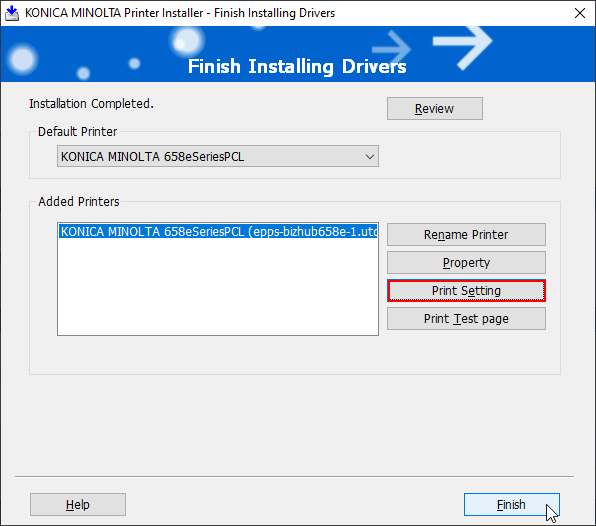 KONICA MINOLTA Printer Installer - Finish Installing Drivers
Finish Installing Drivers
Installation Completed.
Review
Default Printer
KONICA MINOLTA 658eSeriesPCL
Added Printers
KONICA MINOLTA 658eSeriesPCL (epps-bizhub658e-1.utc
Rename Printer
Property
Print Setting
Print Test page
Help
Finish